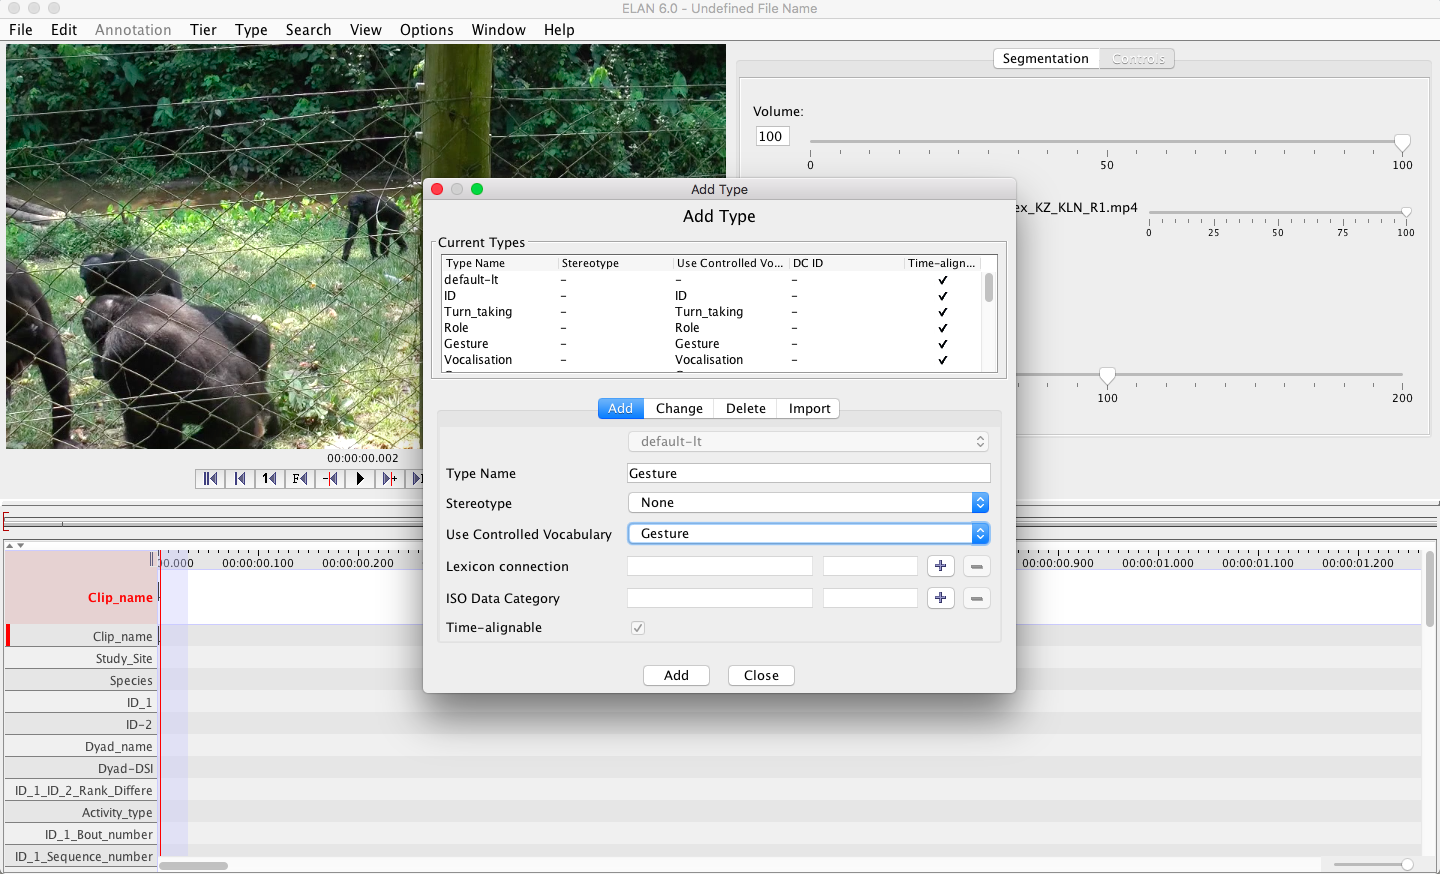 ELAN 6.0 - Undefined File Name
File Edit Annotation Tier Type Search View Options Window Help
Segmentation Controls
Volume:
100
0 50 100
ex_KZ_KLN_R1.mp4
0 25 50 75 100
100 200
00:00:00.002
Add Type
Add Type
Current Types
Type Name Stereotype Use Controlled Vo... DC ID Time-align...
default-lt - - - ✔
ID - ID - ✔
Turn_taking - Turn_taking - ✔
Role - Role - ✔
Gesture - Gesture - ✔
Vocalisation - Vocalisation - ✔
Add Change Delete Import
default-lt
Type Name Gesture
Stereotype None
Use Controlled Vocabulary Gesture
Lexicon connection + -
ISO Data Category + -
Time-alignable ✓
Add Close
00.000 00:00:00.100 00:00:00.200 00:00:00.900 00:00:01.000 00:00:01.100 00:00:01.200
Clip_name
Clip_name
Study_Site
Species
ID_1
ID-2
Dyad_name
Dyad-DSI
ID_1_ID_2_Rank_Differe
Activity_type
ID_1_Bout_number
ID_1_Sequence_number